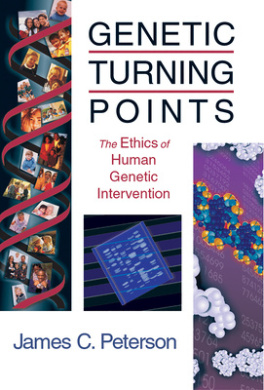 GENETIC
TURNING
POINTS
The Ethics of
Human
Genetic
Intervention
James C. Peterson